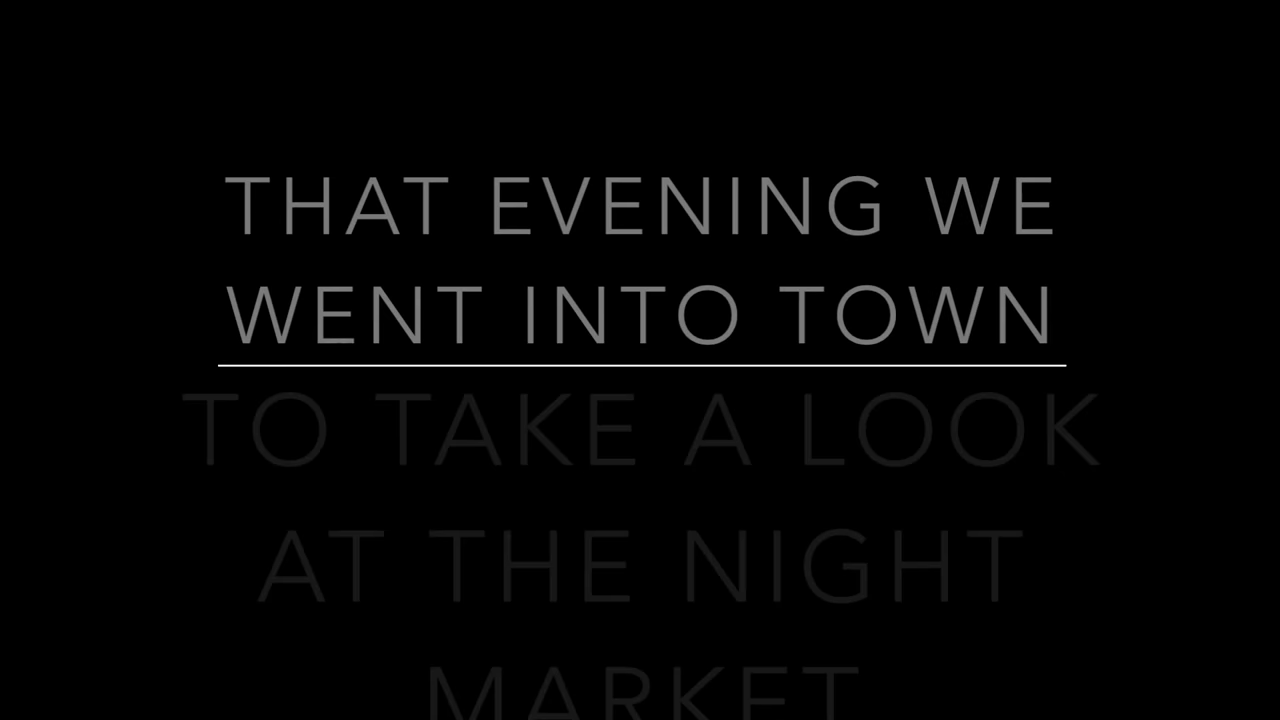 THAT EVENING WE
WENT INTO TOWN
TO TAKE A LOOK
AT THE NIGHT
MARKET